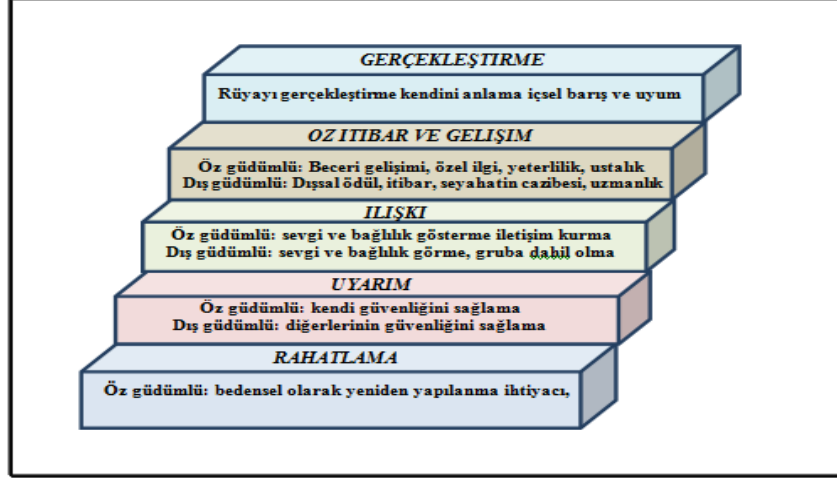 GERÇEKLEŞTIRME
Rüyayı gerçekleştirme kendini anlama içsel barış ve uyum
OZ ITIBAR VE GELIŞIM
Öz güdümlü: Beceri gelişimi, özel ilgi, yeterlilik, ustalık
Dış güdümlü: Dışsal ödül, itibar, seyahatin cazibesi, uzmanlık
ILIŞKI
Öz güdümlü: sevgi ve bağlılık gösterme iletişim kurma
Dış güdümlü: sevgi ve bağlılık görme, gruba dahil olma
UYARIM
Öz güdümlü: kendi güvenliğini sağlama
Dış güdümlü: diğerlerinin güvenliğini sağlama
RAHATLAMA
Öz güdümlü: bedensel olarak yeniden yapılanma ihtiyacı,